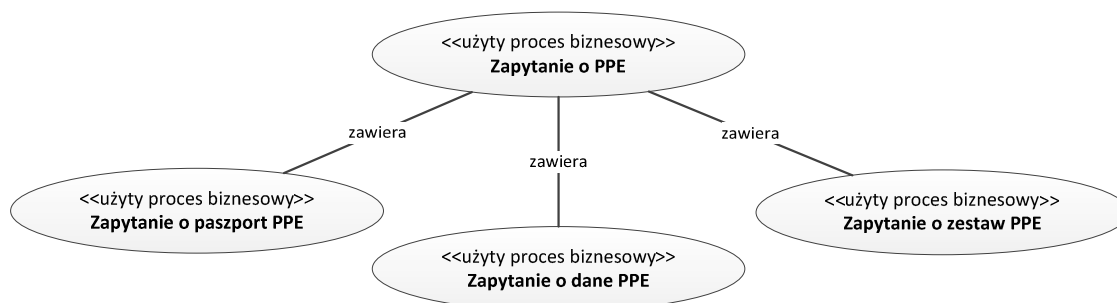 <<użyty proces biznesowy>>
Zapytanie o PPE
zawiera
zawiera
zawiera
<<użyty proces biznesowy>>
Zapytanie o paszport PPE
<<użyty proces biznesowy>>
Zapytanie o dane PPE
<<użyty proces biznesowy>>
Zapytanie o zestaw PPE